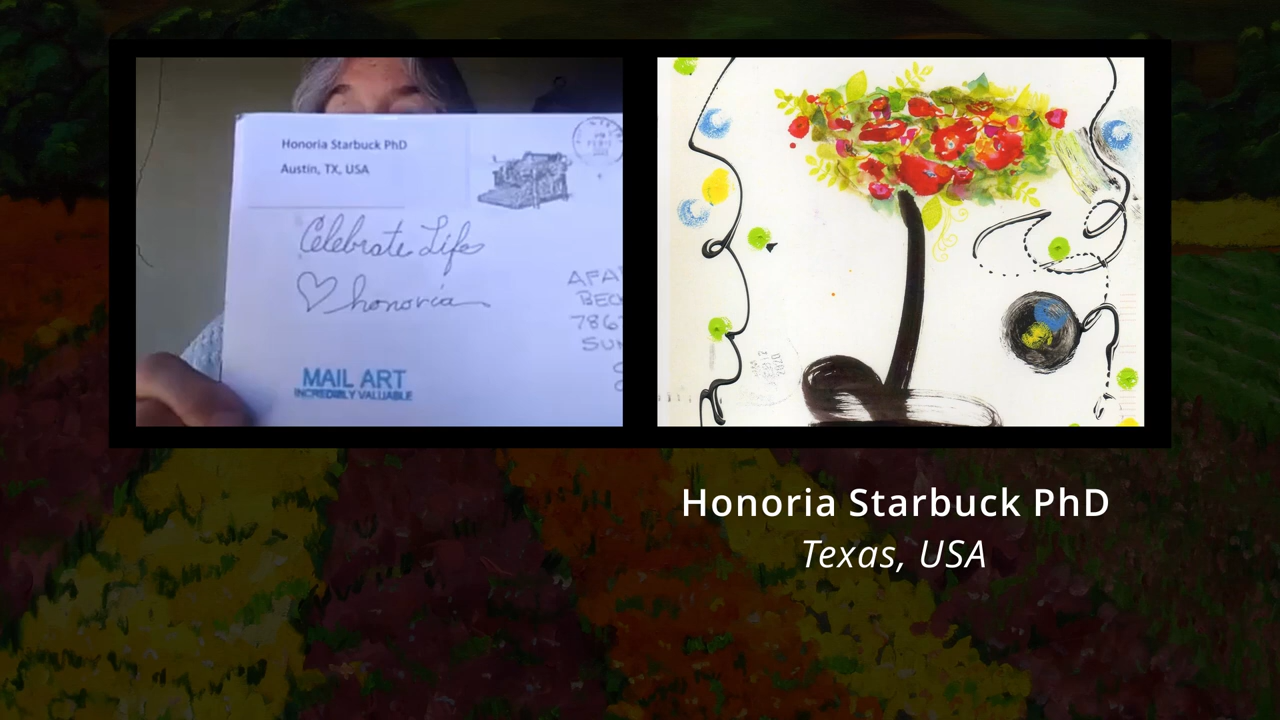 Honoria Starbuck PhD
Austin, TX, USA
Celebrate Life
honoria
MAIL ART
INCREDIBLY VALUABLE
Honoria Starbuck PhD
Texas, USA